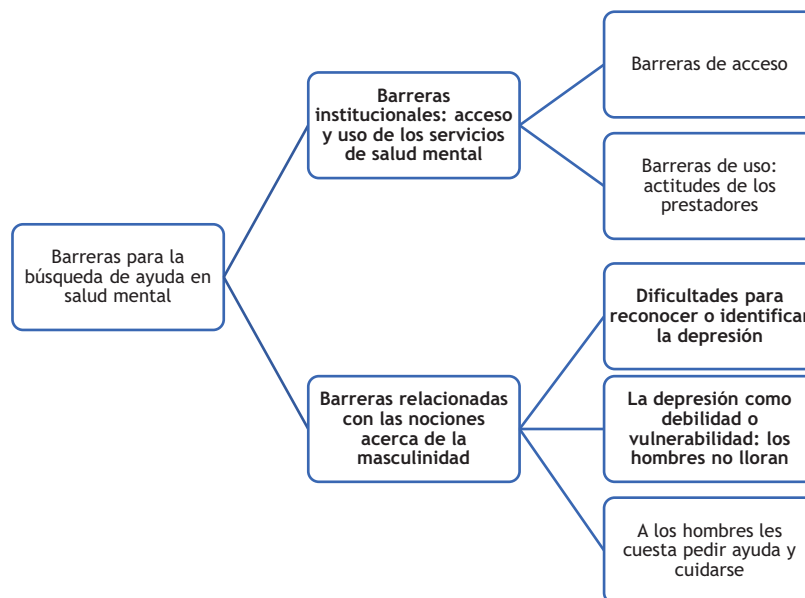 Barreras para la
búsqueda de ayuda en
salud mental
Barreras
institucionales: acceso
y uso de los servicios
de salud mental
Barreras de acceso
Barreras de uso:
actitudes de los
prestadores
Barreras relacionadas
con las nociones
acerca de la
masculinidad
Dificultades para
reconocer o identificar
la depresión
La depresión como
debilidad o
vulnerabilidad: los
hombres no lloran
A los hombres les
cuesta pedir ayuda y
cuidarse